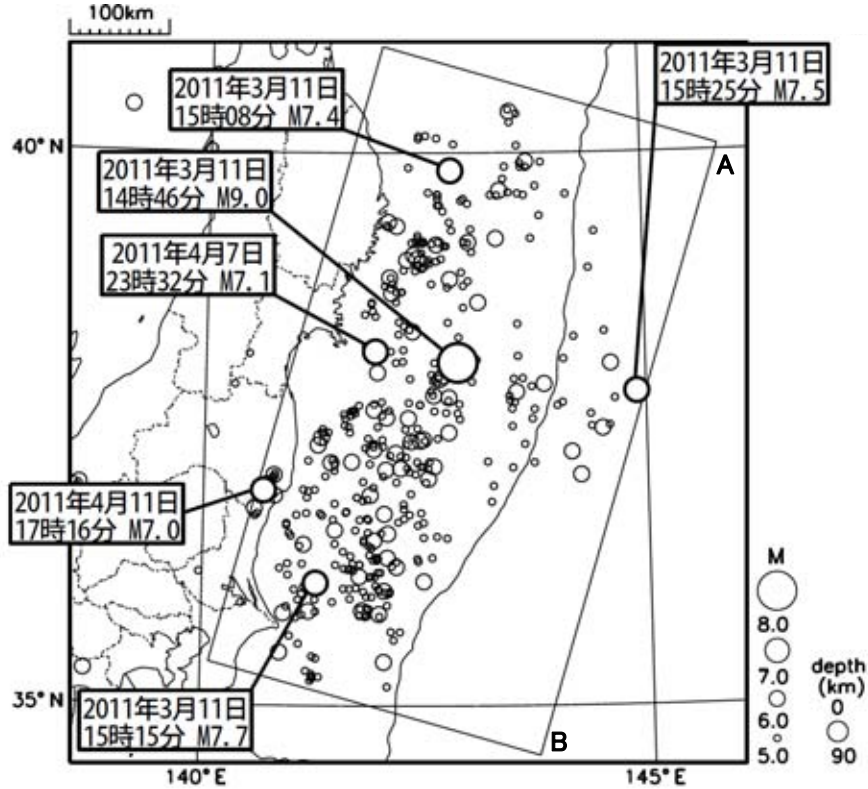 100km
2011年3月11日
15時08分 M7.4
2011年3月11日
15時25分 M7.5
40°N
A
2011年3月11日
14時46分 M9.0
2011年4月7日
23時32分 M7.1
2011年4月11日
17時16分 M7.0
M
8.0
7.0
6.0
5.0
depth
(km)
0
90
35°N
2011年3月11日
15時15分 M7.7
B
140°E
145°E